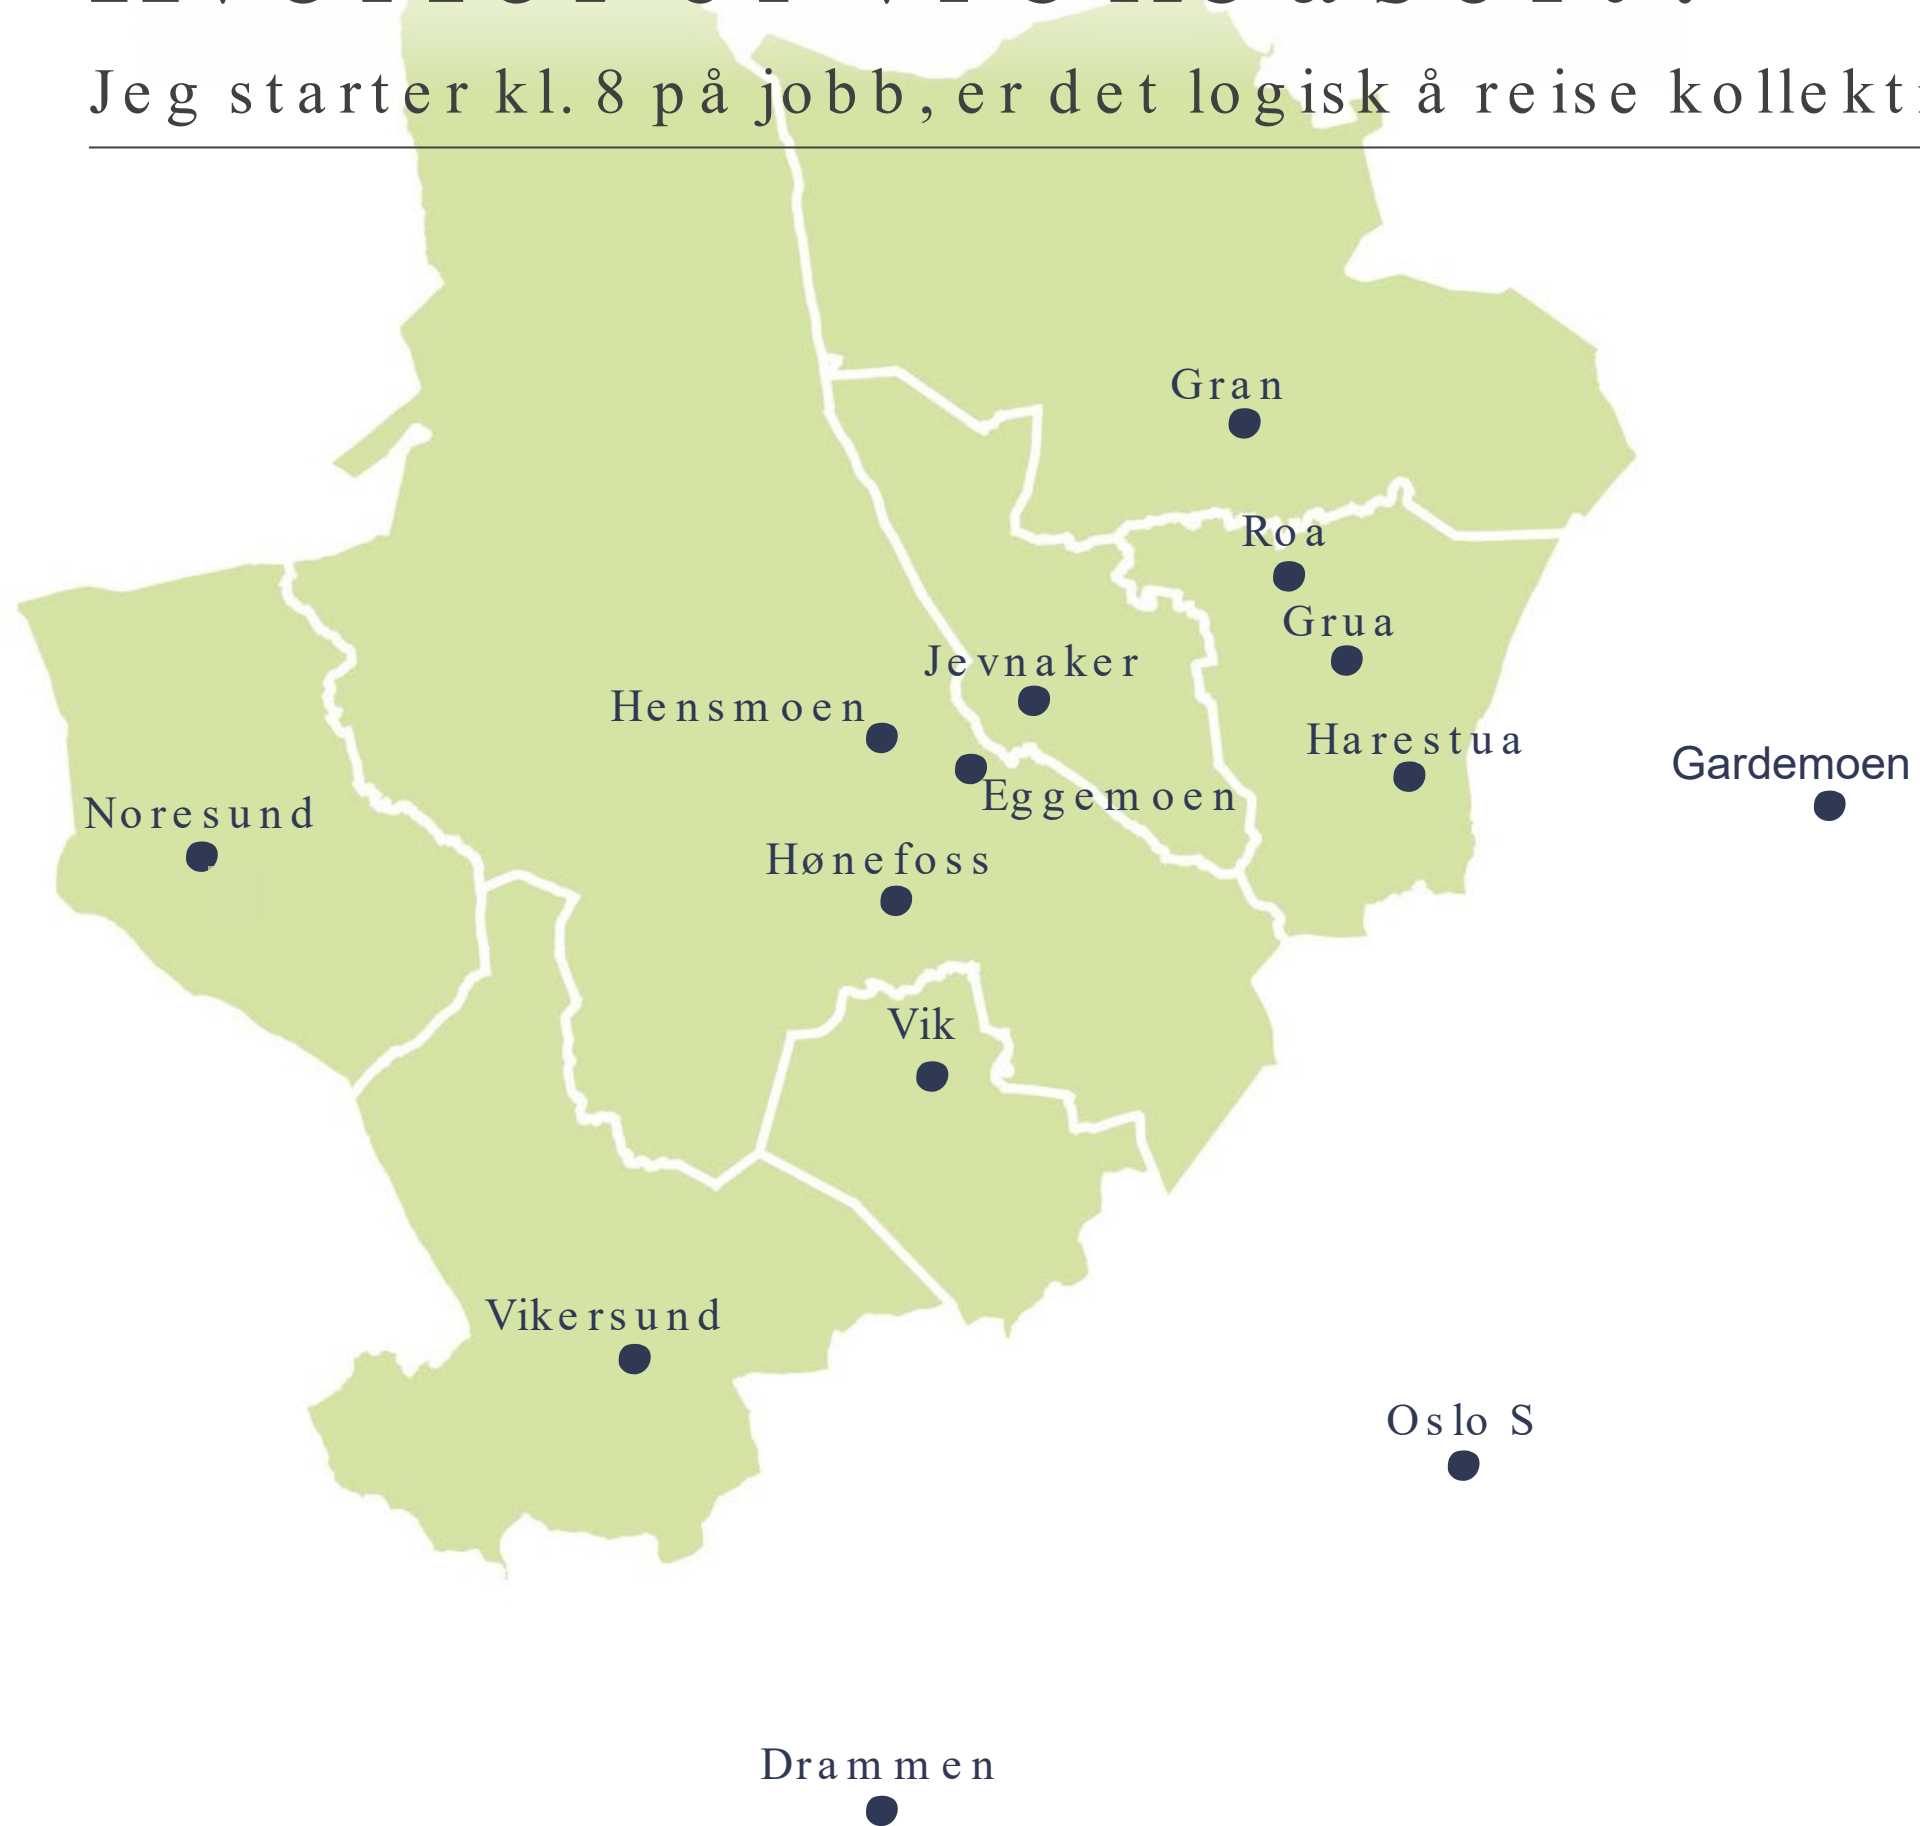 Jeg starter kl. 8 på jobb, er det logisk å reise
Gran
Roa
Grua
Jevnaker
Hensmoen
Harestua
Gardemoen
Eggemoen
Noresund
Hønefoss
Vik
Vikersund
Oslo S
Drammen